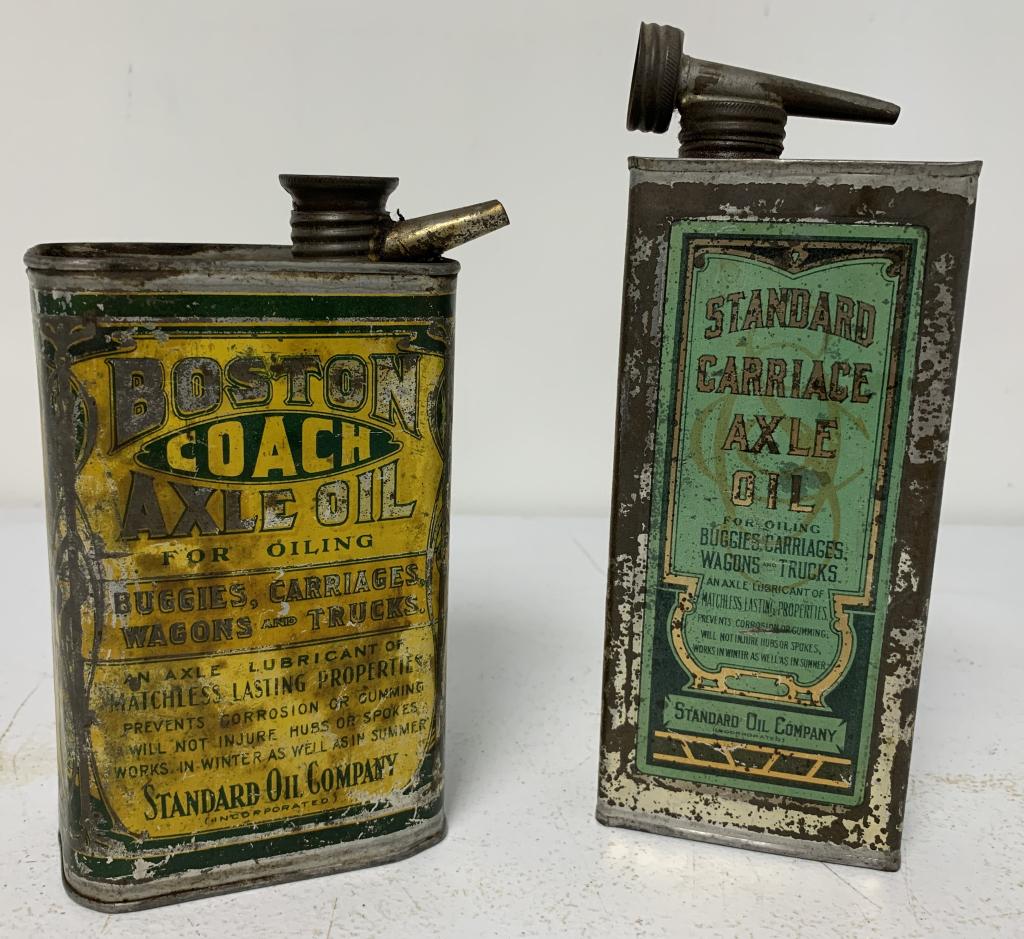 BOSTON
COACH
AXLE OIL
FOR OILING
BUGGIES, CARRIAGES,
WAGONS AND TRUCKS.
AN AXLE LUBRICANT OF
MATCHLESS LASTING PROPERTIES
PREVENTS CORROSION OR GUMMING
WILL NOT INJURE HUBS OR SPOKES
WORKS IN WINTER AS WELL AS IN SUMMER
STANDARD OIL COMPANY
(INCORPORATED)
STANDARD
CARRIAGE
AXLE
OIL
FOR OILING
BUGGIES, CARRIAGES,
WAGONS AND TRUCKS.
AN AXLE LUBRICANT OF
MATCHLESS LASTING PROPERTIES.
PREVENTS CORROSION OR GUMMING,
WILL NOT INJURE HUBS OR SPOKES,
WORKS IN WINTER AS WELL AS IN SUMMER
STANDARD OIL COMPANY
(INCORPORATED)